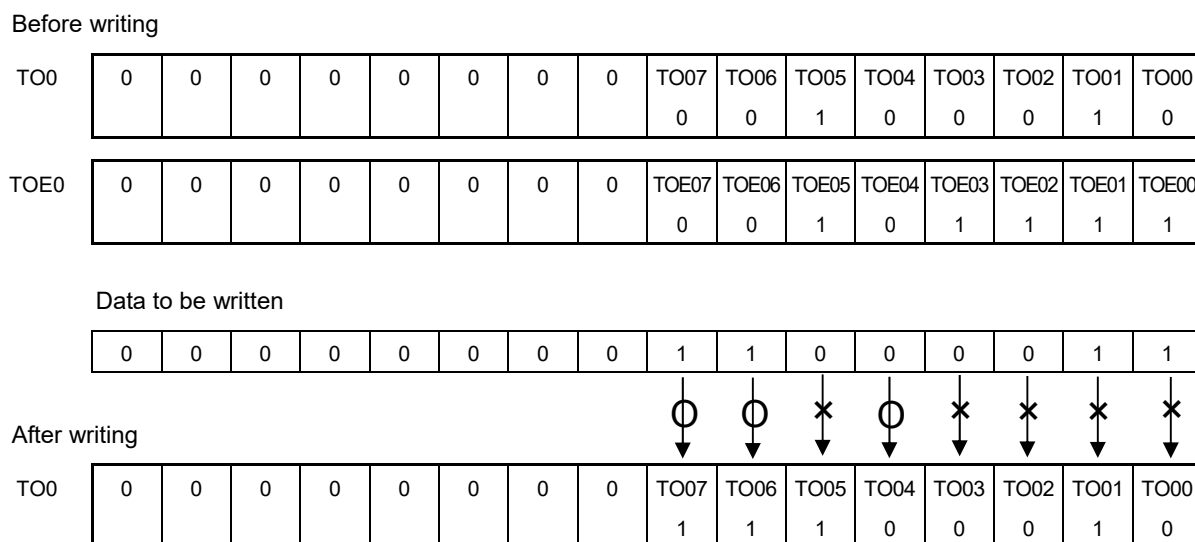 Before writing
TO0 0 0 0 0 0 0 0 0 TO07 TO06 TO05 TO04 TO03 TO02 TO01 TO00
0 0 1 0 0 0 1 0
TOE0 0 0 0 0 0 0 0 0 TOE07 TOE06 TOE05 TOE04 TOE03 TOE02 TOE01 TOE00
0 0 1 0 1 1 1 1
Data to be written
0 0 0 0 0 0 0 0 1 1 0 0 0 0 1 1
O O × O × × × ×
After writing
TO0 0 0 0 0 0 0 0 0 TO07 TO06 TO05 TO04 TO03 TO02 TO01 TO00
1 1 1 0 0 0 1 0